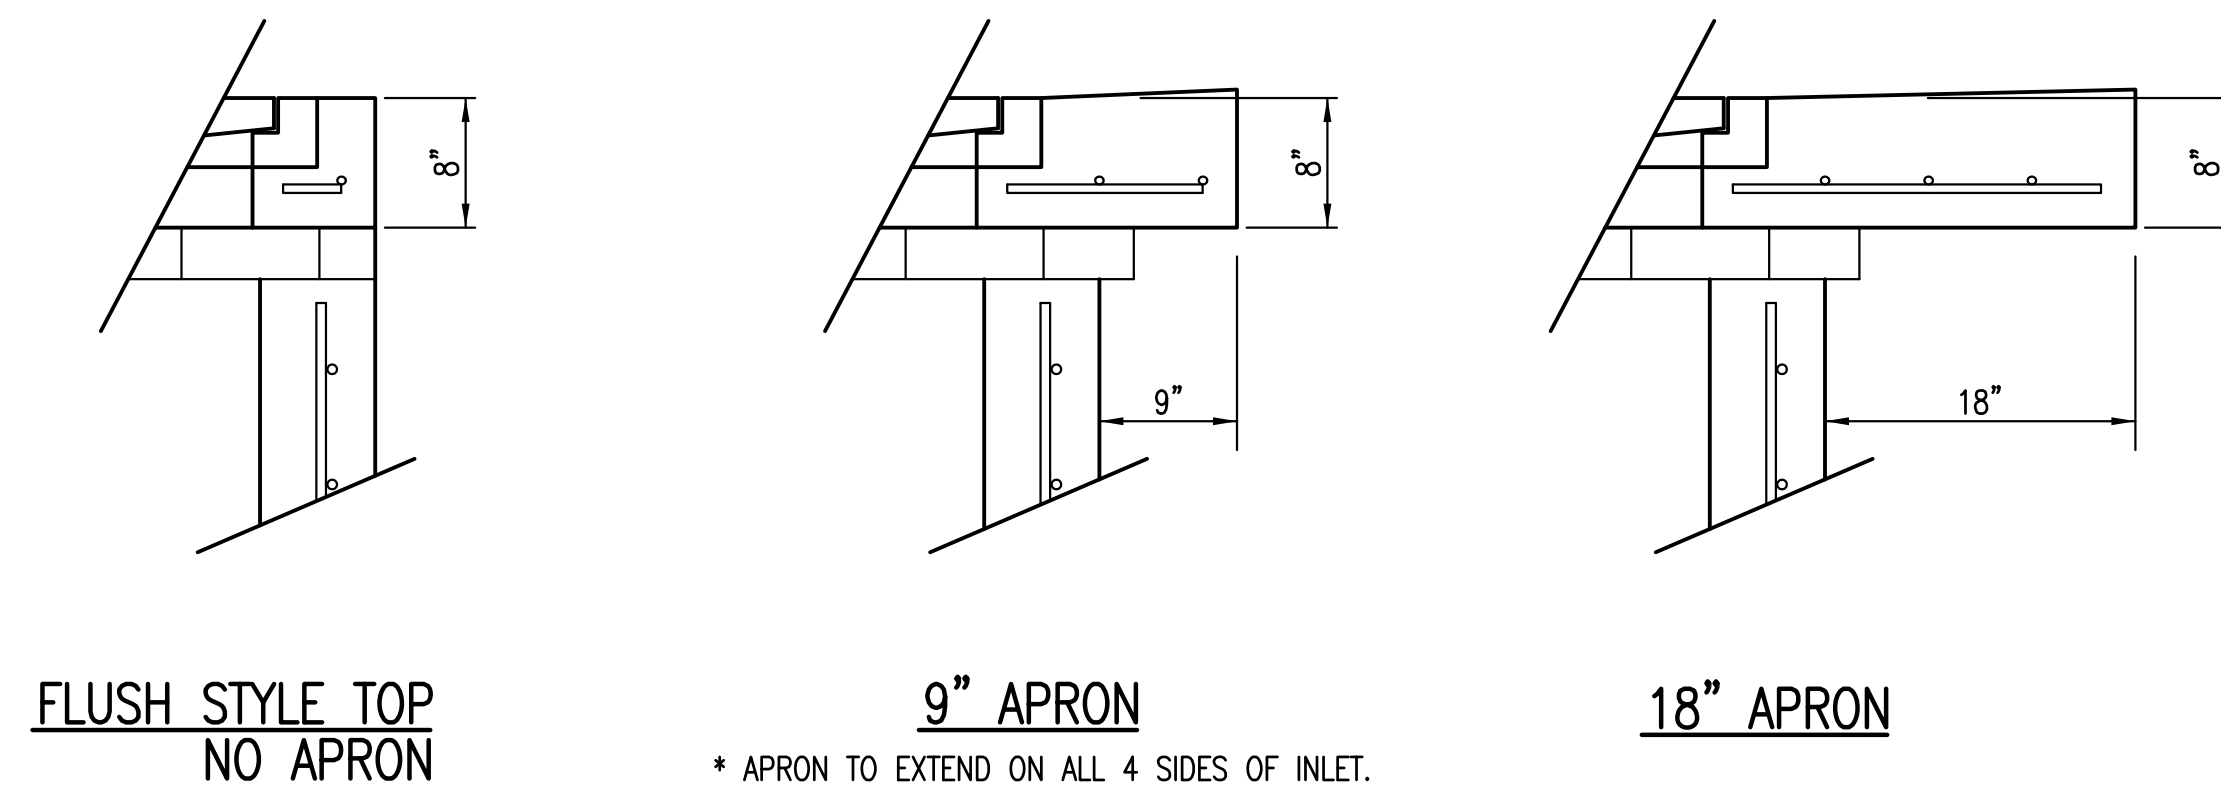 8"
8"
8"
9"
18"
FLUSH STYLE TOP
NO APRON
9" APRON
* APRON TO EXTEND ON ALL 4 SIDES OF INLET.
18" APRON